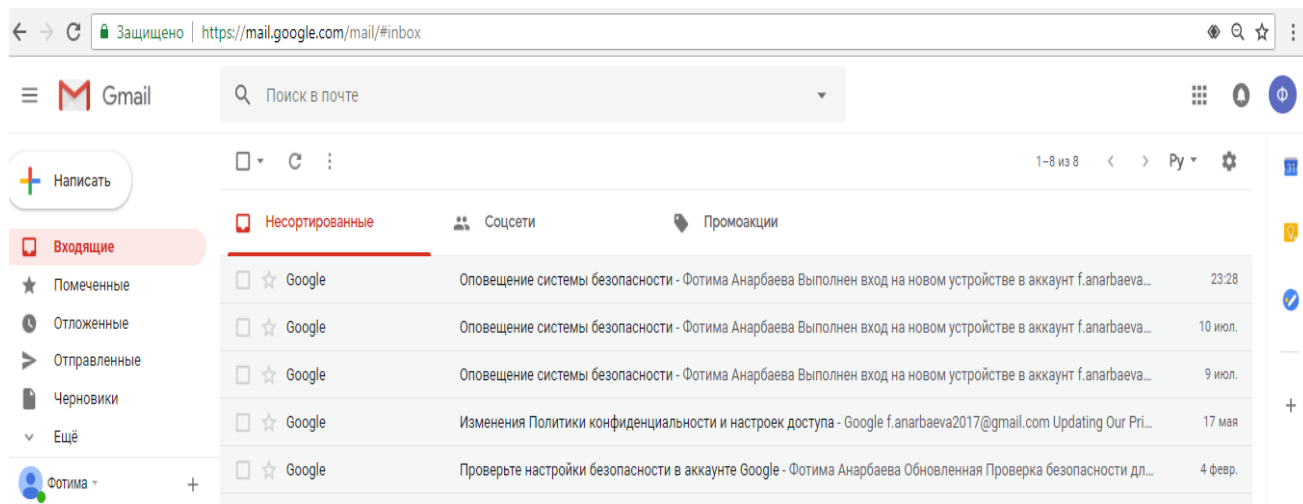 Защищено https://mail.google.com/mail/#inbox
Gmail
Поиск в почте
Ф
Написать
1–8 из 8
Ру
31
Несортированные
Соцсети
Промоакции
Входящие
Google Оповещение системы безопасности - Фотима Анарбаева Выполнен вход на новом устройстве в аккаунт f.anarbaeva... 23:28
Помеченные
Отложенные
Google Оповещение системы безопасности - Фотима Анарбаева Выполнен вход на новом устройстве в аккаунт f.anarbaeva... 10 июл.
Отправленные
Google Оповещение системы безопасности - Фотима Анарбаева Выполнен вход на новом устройстве в аккаунт f.anarbaeva... 9 июл.
Черновики
Google Изменения Политики конфиденциальности и настроек доступа - Google f.anarbaeva2017@gmail.com Updating Our Pri... 17 мая
Ещё
Google Проверьте настройки безопасности в аккаунте Google - Фотима Анарбаева Обновленная Проверка безопасности дл... 4 февр.
Фотима